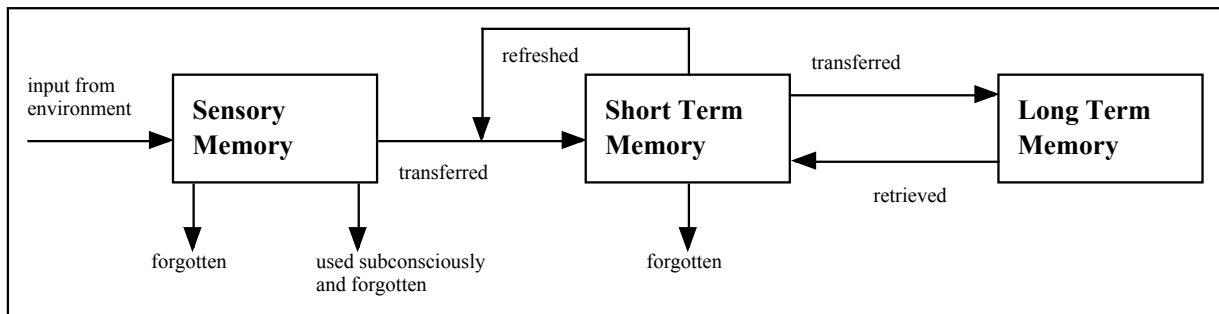 refreshed
transferred
input from
environment
Sensory
Memory
Short Term
Memory
Long Term
Memory
transferred
retrieved
forgotten
used subconsciously
and forgotten
forgotten